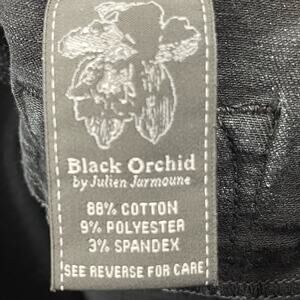 Black Orchid
by Julien Jarmoune
88% COTTON
9% POLYESTER
3% SPANDEX
SEE REVERSE FOR CARE